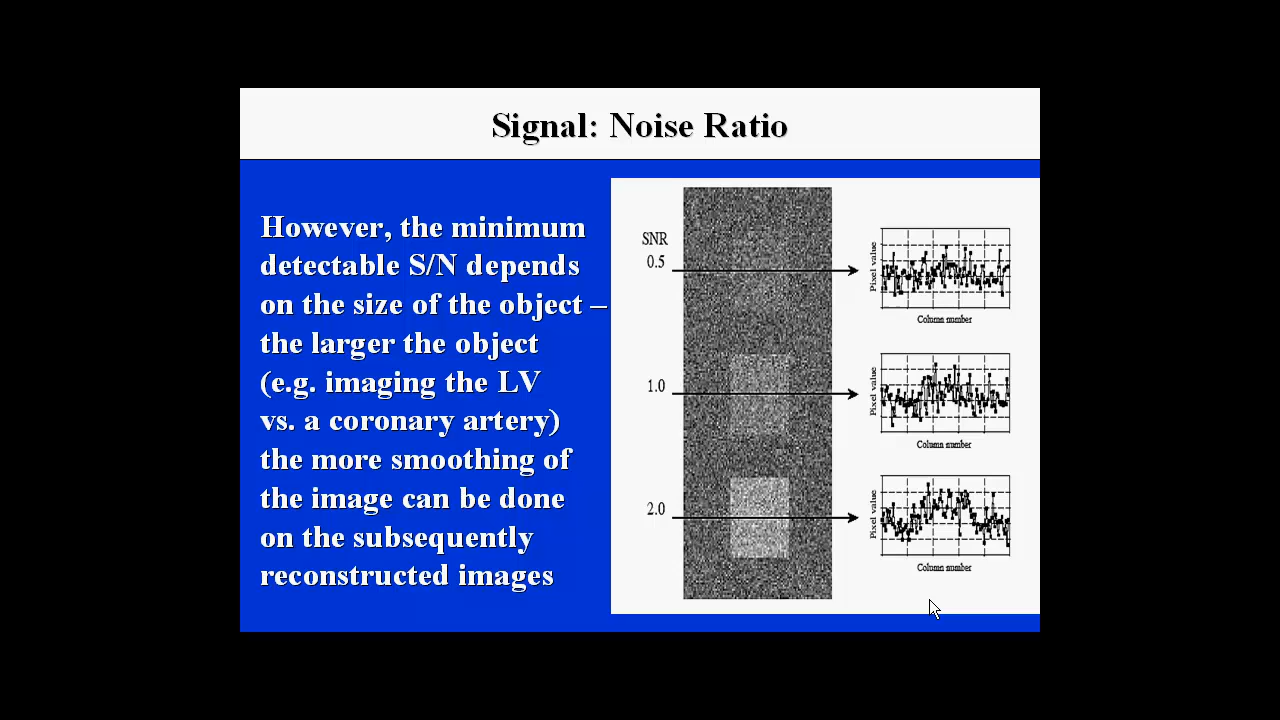 Signal: Noise Ratio
However, the minimum
detectable S/N depends
on the size of the object –
the larger the object
(e.g. imaging the LV
vs. a coronary artery)
the more smoothing of
the image can be done
on the subsequently
reconstructed images
SNR
0.5
1.0
2.0
Pixel value
Column number
Pixel value
Column number
Pixel value
Column number